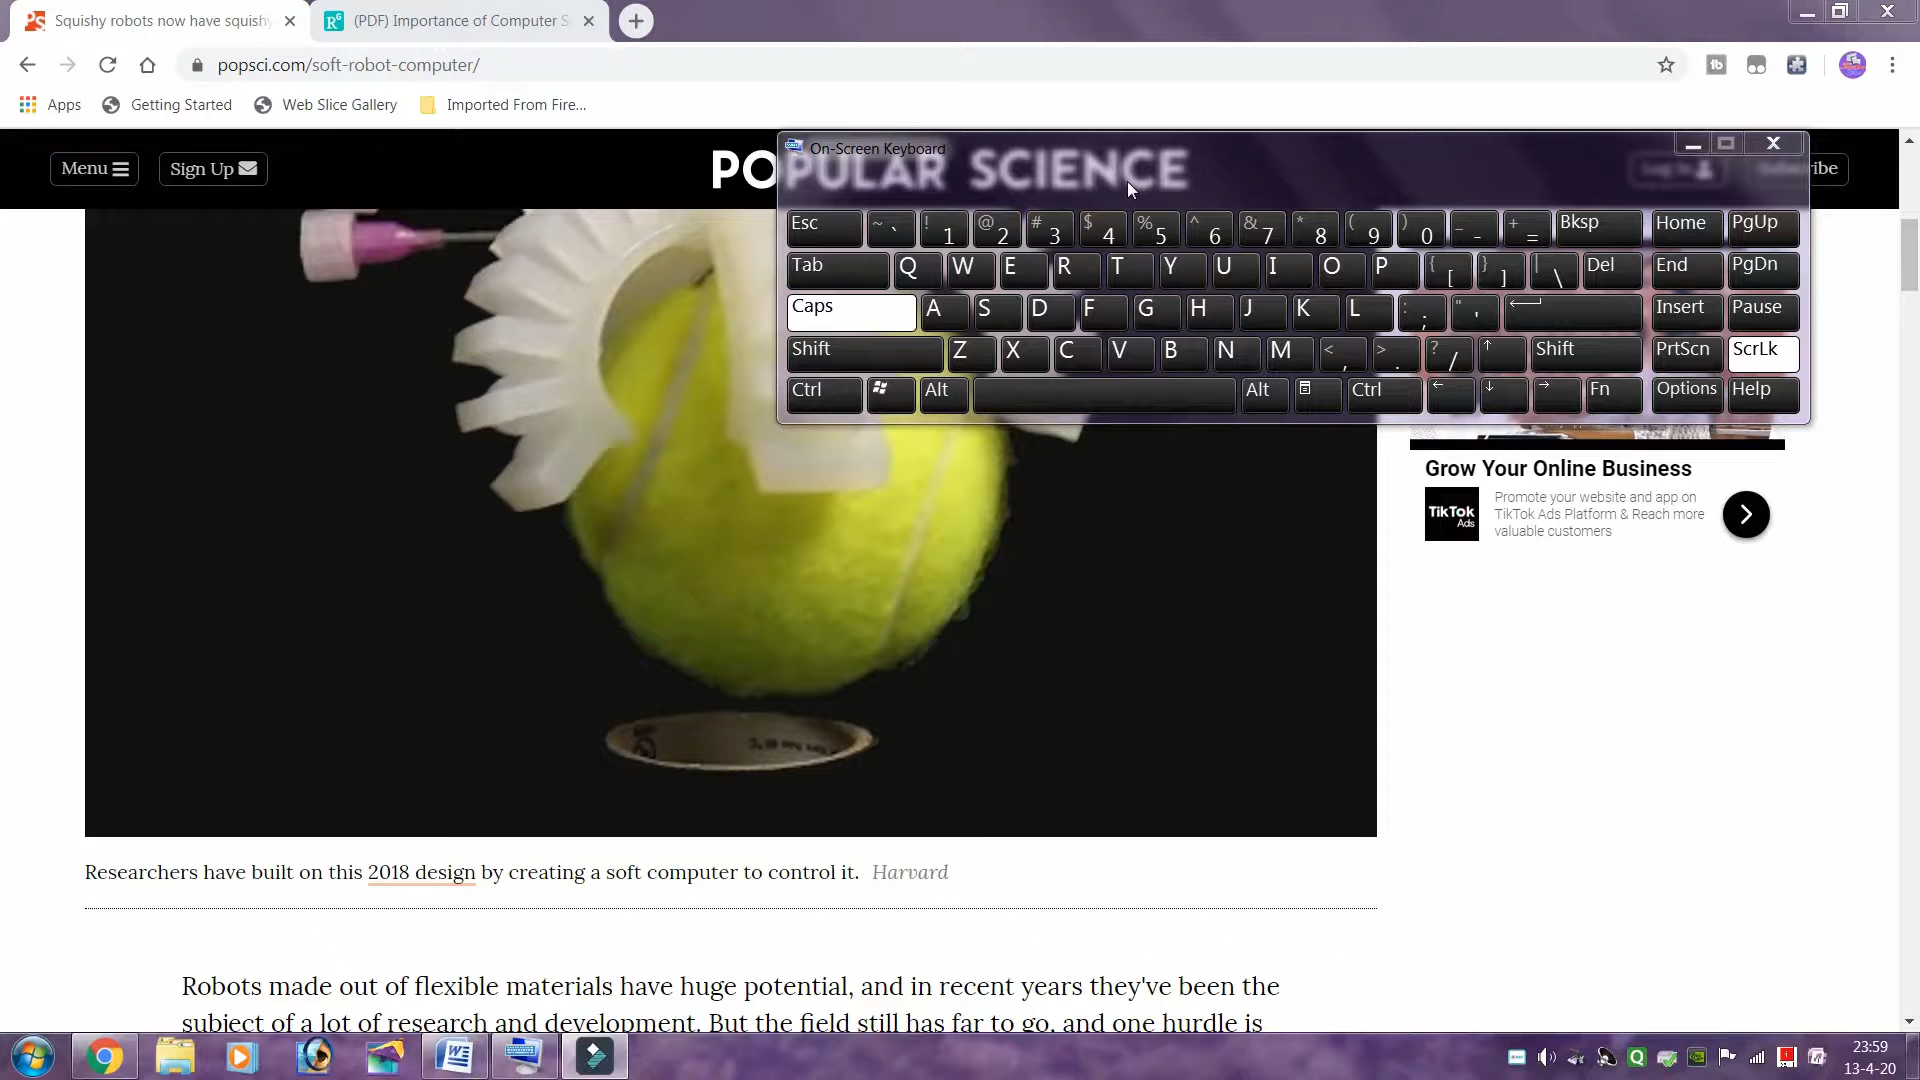 Squishy robots now have squishy
(PDF) Importance of Computer S
popsci.com/soft-robot-computer/
Apps Getting Started Web Slice Gallery Imported From Fire...
On-Screen Keyboard
Menu Sign Up POPULAR SCIENCE Log In Subscribe
Esc ~ ` ! 1 @ 2 # 3 $ 4 % 5 ^ 6 & 7 * 8 ( 9 ) 0 _ - + = Bksp Home PgUp
Tab Q W E R T Y U I O P { [ } ] | \ Del End PgDn
Caps A S D F G H J K L : ; " ' Insert Pause
Shift Z X C V B N M < , > . ? / ↑ Shift PrtScn ScrLk
Ctrl Alt Alt Ctrl ← ↓ → Fn Options Help
Grow Your Online Business
TikTok Ads
Promote your website and app on
TikTok Ads Platform & Reach more
valuable customers
Researchers have built on this 2018 design by creating a soft computer to control it. Harvard
Robots made out of flexible materials have huge potential, and in recent years they've been the
subject of a lot of research and development. But the field still has far to go, and one hurdle is
23:59
13-4-20